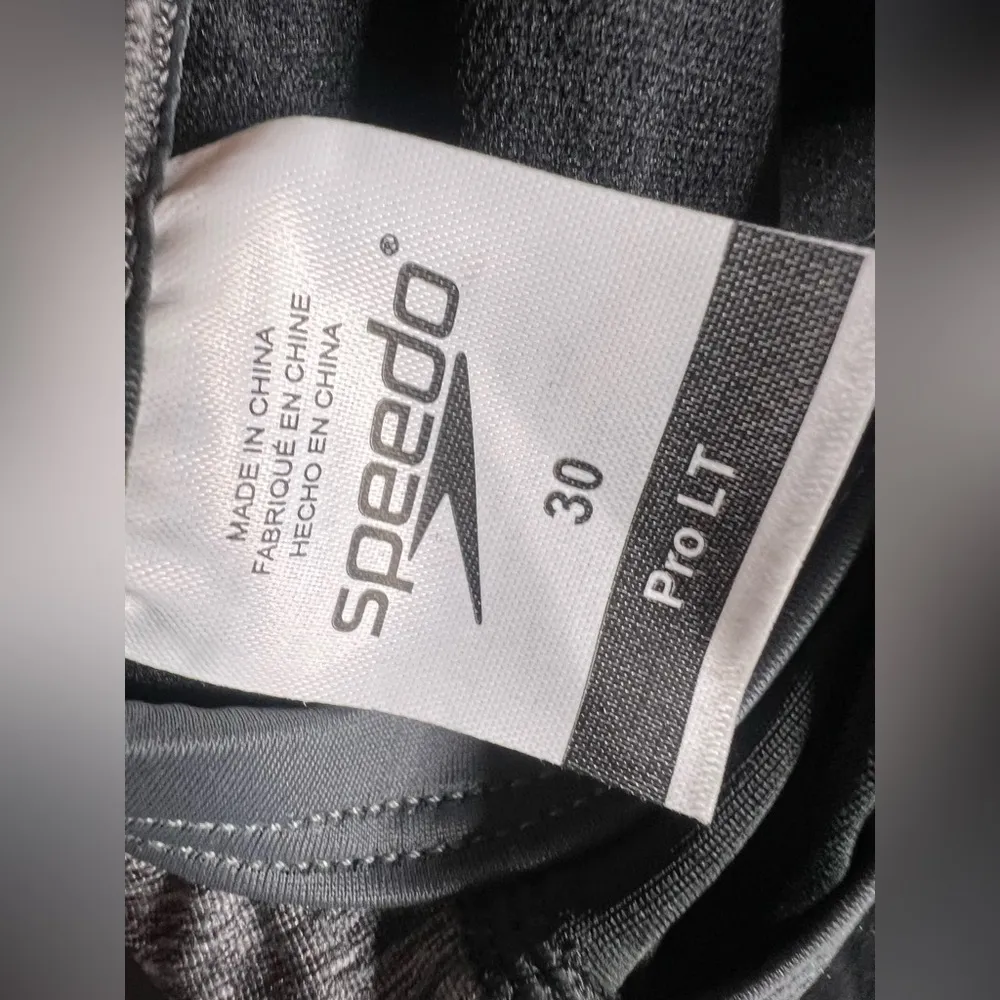 MADE IN CHINA
FABRIQUÉ EN CHINE
HECHO EN CHINA
speedo®
30
Pro LT